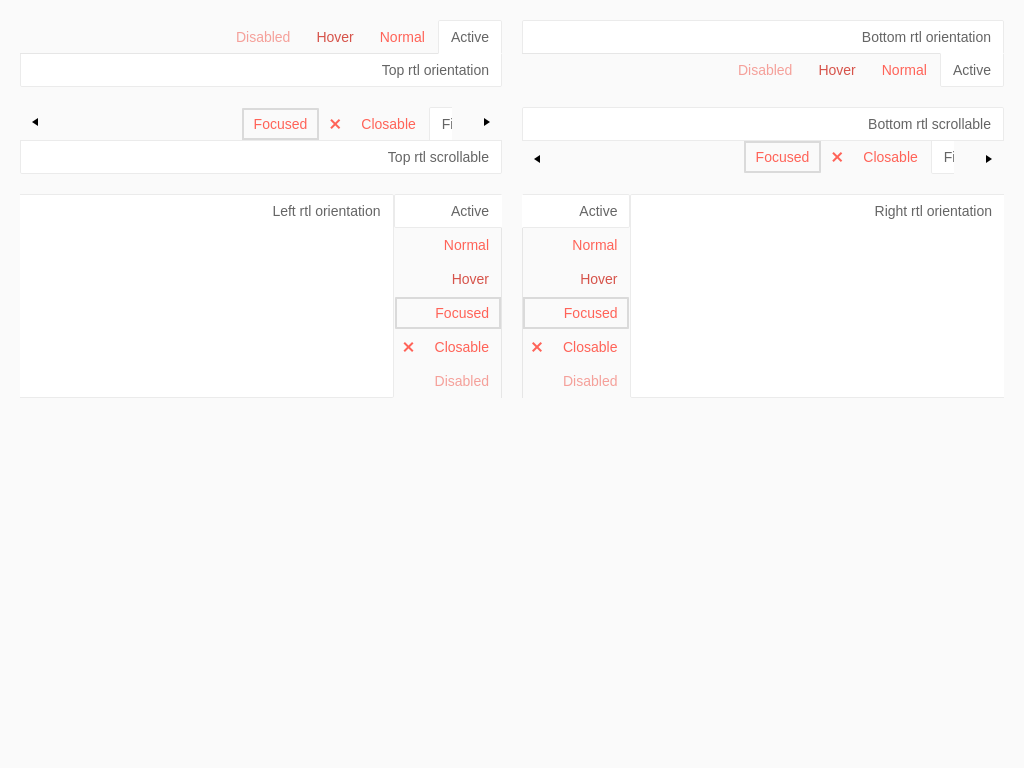 Disabled Hover Normal Active
Top rtl orientation
Bottom rtl orientation
Disabled Hover Normal Active
Focused Closable Fi
Top rtl scrollable
Bottom rtl scrollable
Focused Closable Fi
Left rtl orientation
Active
Normal
Hover
Focused
Closable
Disabled
Active
Normal
Hover
Focused
Closable
Disabled
Right rtl orientation